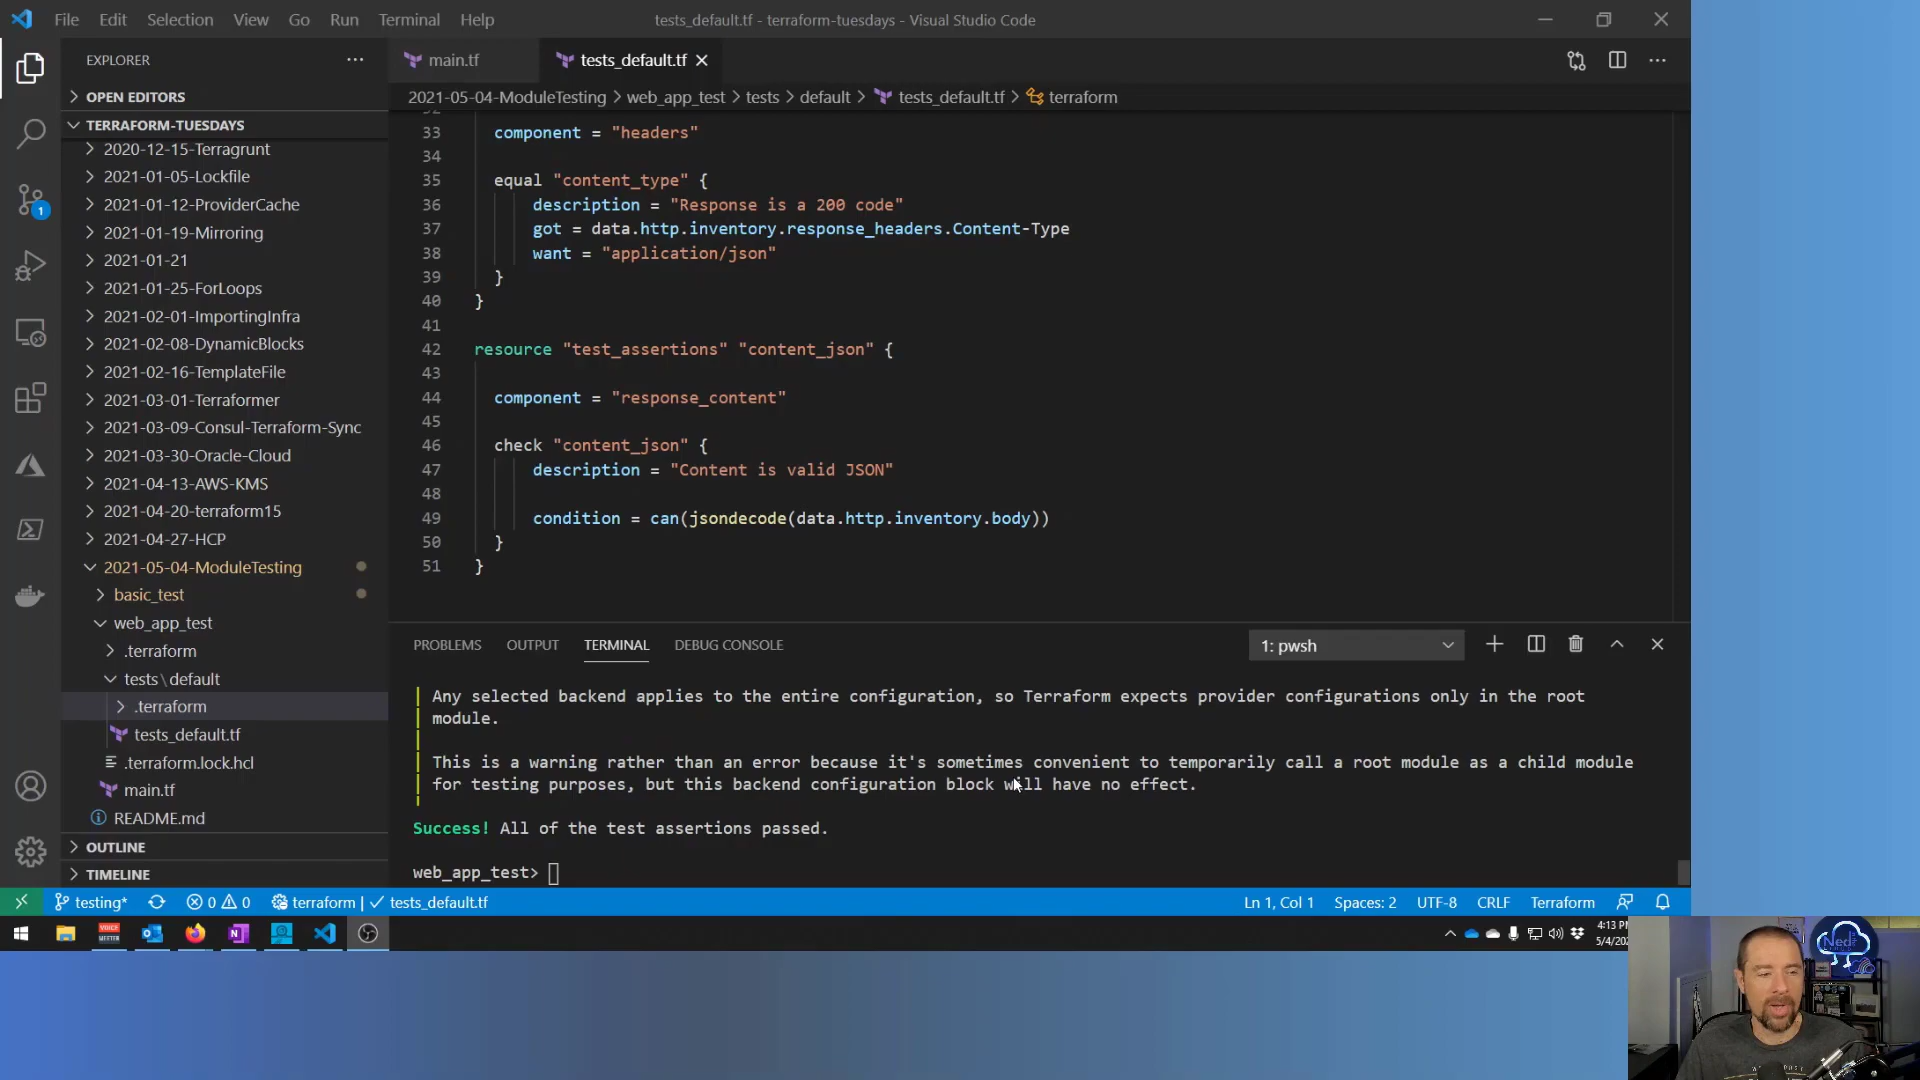 File Edit Selection View Go Run Terminal Help
tests_default.tf - terraform-tuesdays - Visual Studio Code
EXPLORER
OPEN EDITORS
TERRAFORM-TUESDAYS
2020-12-15-Terragrunt
2021-01-05-Lockfile
2021-01-12-ProviderCache
2021-01-19-Mirroring
2021-01-21
2021-01-25-ForLoops
2021-02-01-ImportingInfra
2021-02-08-DynamicBlocks
2021-02-16-TemplateFile
2021-03-01-Terraformer
2021-03-09-Consul-Terraform-Sync
2021-03-30-Oracle-Cloud
2021-04-13-AWS-KMS
2021-04-20-terraform15
2021-04-27-HCP
2021-05-04-ModuleTesting
basic_test
web_app_test
.terraform
tests\default
.terraform
tests_default.tf
.terraform.lock.hcl
main.tf
README.md
OUTLINE
TIMELINE
1
main.tf
tests_default.tf
2021-05-04-ModuleTesting > web_app_test > tests > default > tests_default.tf > terraform
33 component = "headers"
34
35 equal "content_type" {
36 description = "Response is a 200 code"
37 got = data.http.inventory.response_headers.Content-Type
38 want = "application/json"
39 }
40 }
41
42 resource "test_assertions" "content_json" {
43
44 component = "response_content"
45
46 check "content_json" {
47 description = "Content is valid JSON"
48
49 condition = can(jsondecode(data.http.inventory.body))
50 }
51 }
PROBLEMS OUTPUT TERMINAL DEBUG CONSOLE
1: pwsh
Any selected backend applies to the entire configuration, so Terraform expects provider configurations only in the root
module.
This is a warning rather than an error because it's sometimes convenient to temporarily call a root module as a child module
for testing purposes, but this backend configuration block will have no effect.
Success! All of the test assertions passed.
web_app_test>
testing* 0 0 terraform | ✓ tests_default.tf
Ln 1, Col 1 Spaces: 2 UTF-8 CRLF Terraform
4:13 PM